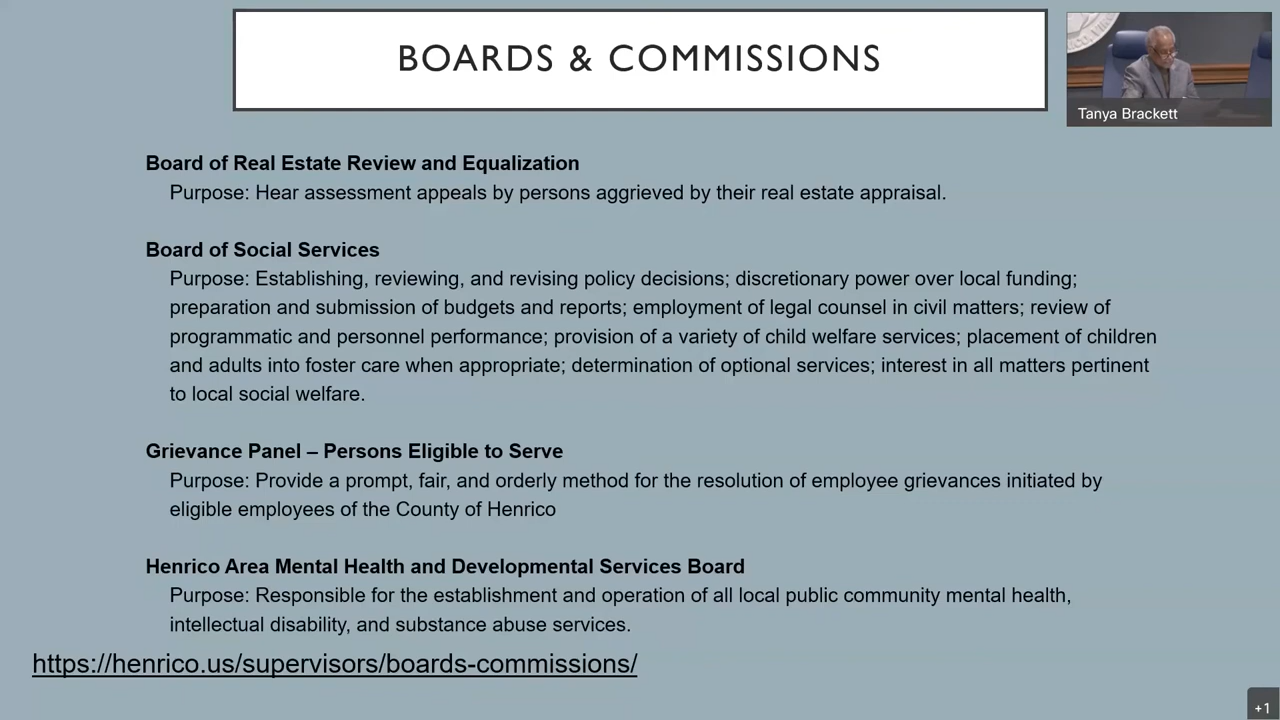 BOARDS & COMMISSIONS
Tanya Brackett
Board of Real Estate Review and Equalization
Purpose: Hear assessment appeals by persons aggrieved by their real estate appraisal.
Board of Social Services
Purpose: Establishing, reviewing, and revising policy decisions; discretionary power over local funding;
preparation and submission of budgets and reports; employment of legal counsel in civil matters; review of
programmatic and personnel performance; provision of a variety of child welfare services; placement of children
and adults into foster care when appropriate; determination of optional services; interest in all matters pertinent
to local social welfare.
Grievance Panel – Persons Eligible to Serve
Purpose: Provide a prompt, fair, and orderly method for the resolution of employee grievances initiated by
eligible employees of the County of Henrico
Henrico Area Mental Health and Developmental Services Board
Purpose: Responsible for the establishment and operation of all local public community mental health,
intellectual disability, and substance abuse services.
https://henrico.us/supervisors/boards-commissions/
+1